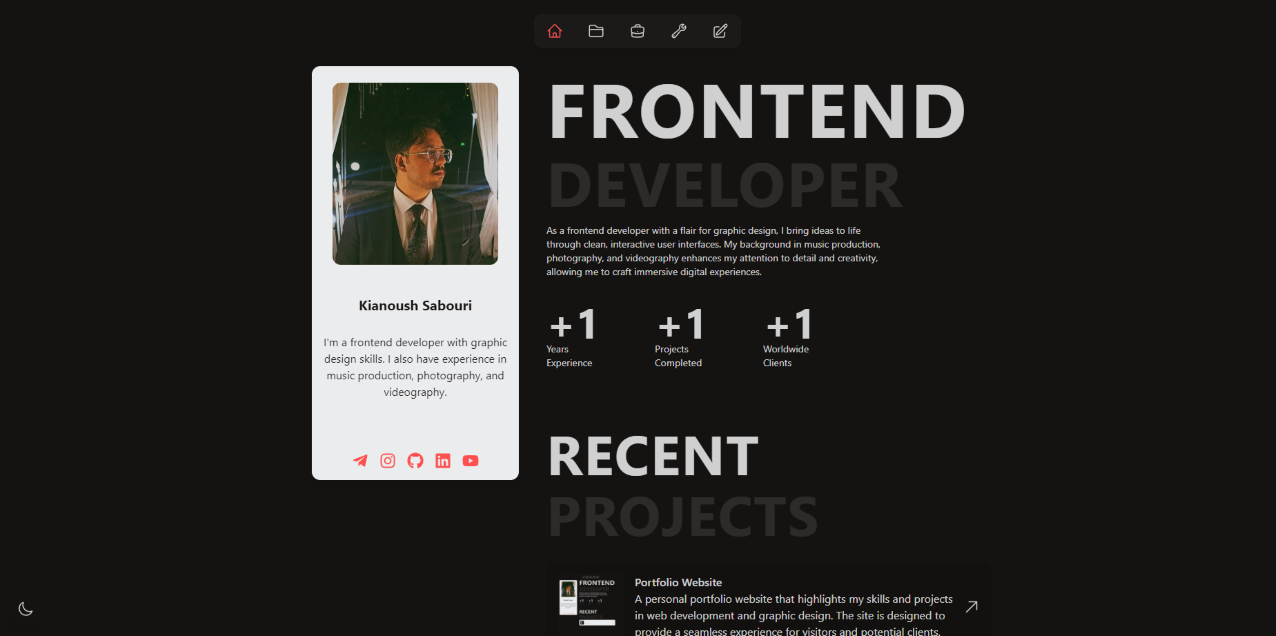 Kianoush Sabouri
I'm a frontend developer with graphic
design skills. I also have experience in
music production, photography, and
videography.
FRONTEND
DEVELOPER
As a frontend developer with a flair for graphic design, I bring ideas to life
through clean, interactive user interfaces. My background in music production,
photography, and videography enhances my attention to detail and creativity,
allowing me to craft immersive digital experiences.
+1
Years
Experience
+1
Projects
Completed
+1
Worldwide
Clients
RECENT
PROJECTS
FRONTEND
RECENT
Portfolio Website
A personal portfolio website that highlights my skills and projects
in web development and graphic design. The site is designed to
provide a seamless experience for visitors and potential clients,